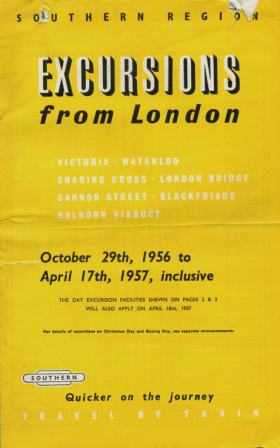 SOUTHERN REGION
EXCURSIONS
from London
VICTORIA · WATERLOO
CHARING CROSS · LONDON BRIDGE
CANNON STREET · BLACKFRIARS
HOLBORN VIADUCT
October 29th, 1956 to
April 17th, 1957, inclusive
THE DAY EXCURSION FACILITIES SHEWN ON PAGES 2 & 3
WILL ALSO APPLY ON APRIL 18th, 1957
For details of excursions on Christmas Day and Boxing Day, see separate announcements.
SOUTHERN
Quicker on the journey
TRAVEL BY TRAIN